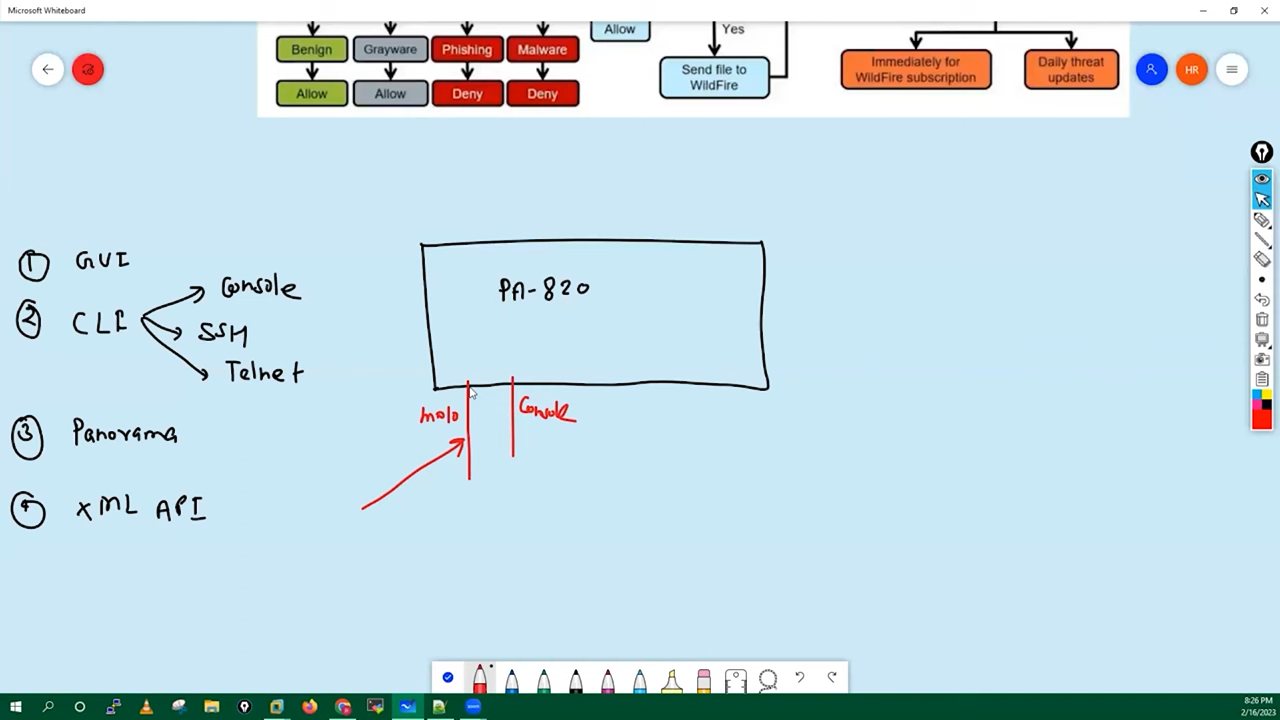 Microsoft Whiteboard
Allow
Yes
Benign
Grayware
Phishing
Malware
Send file to
WildFire
Immediately for
WildFire subscription
Daily threat
updates
Allow
Allow
Deny
Deny
HR
1 GUI
2 CLI
Console
SSH
Telnet
3 Panorama
4 XML API
PA-820
Console
8:26 PM
2/16/2023